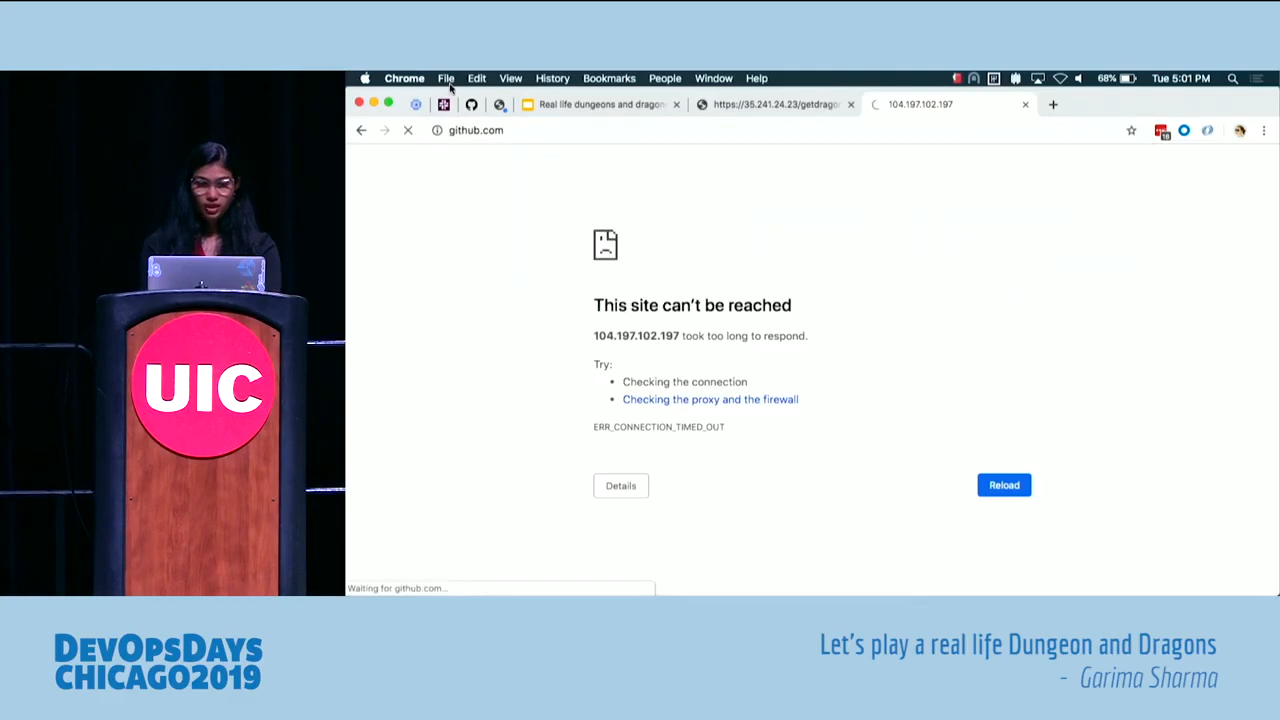 Chrome File Edit View History Bookmarks People Window Help 68% Tue 5:01 PM
Real life dungeons and dragon https://35.241.24.23/getdrago 104.197.102.197
github.com
18
This site can't be reached
104.197.102.197 took too long to respond.
Try:
• Checking the connection
• Checking the proxy and the firewall
ERR_CONNECTION_TIMED_OUT
Details
Reload
Waiting for github.com...
UIC
DEVOPSDAYS
CHICAGO2019
Let's play a real life Dungeon and Dragons
- Garima Sharma